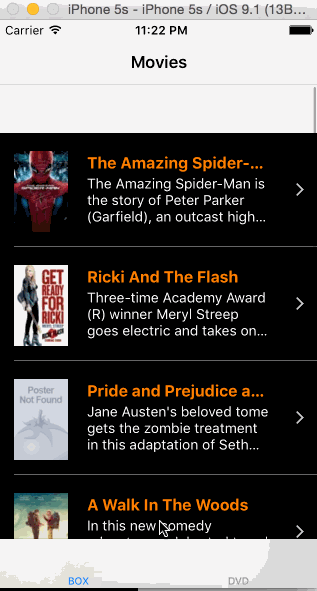 iPhone 5s - iPhone 5s / iOS 9.1 (13B...
Carrier 11:22 PM
Movies
The Amazing Spider-...
The Amazing Spider-Man is
the story of Peter Parker
(Garfield), an outcast high...
GET
READY
FOR
RICKI
Ricki And The Flash
Three-time Academy Award
(R) winner Meryl Streep
goes electric and takes on...
Poster
Not Found
Pride and Prejudice a...
Jane Austen's beloved tome
gets the zombie treatment
in this adaptation of Seth...
A Walk In The Woods
In this new comedy
BOX
DVD